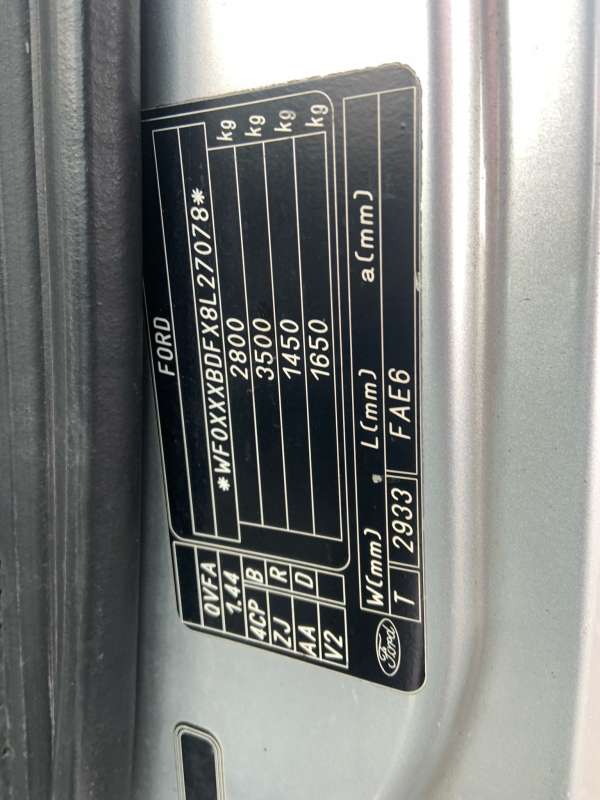 FORD
*WF0XXXBDFX8L27078*
2800 kg
3500 kg
1450 kg
1650 kg
QVFA
1.44
4CP B
ZJ R
AA D
V2
W(mm) L(mm) a(mm)
T 2933 FAE6
Ford